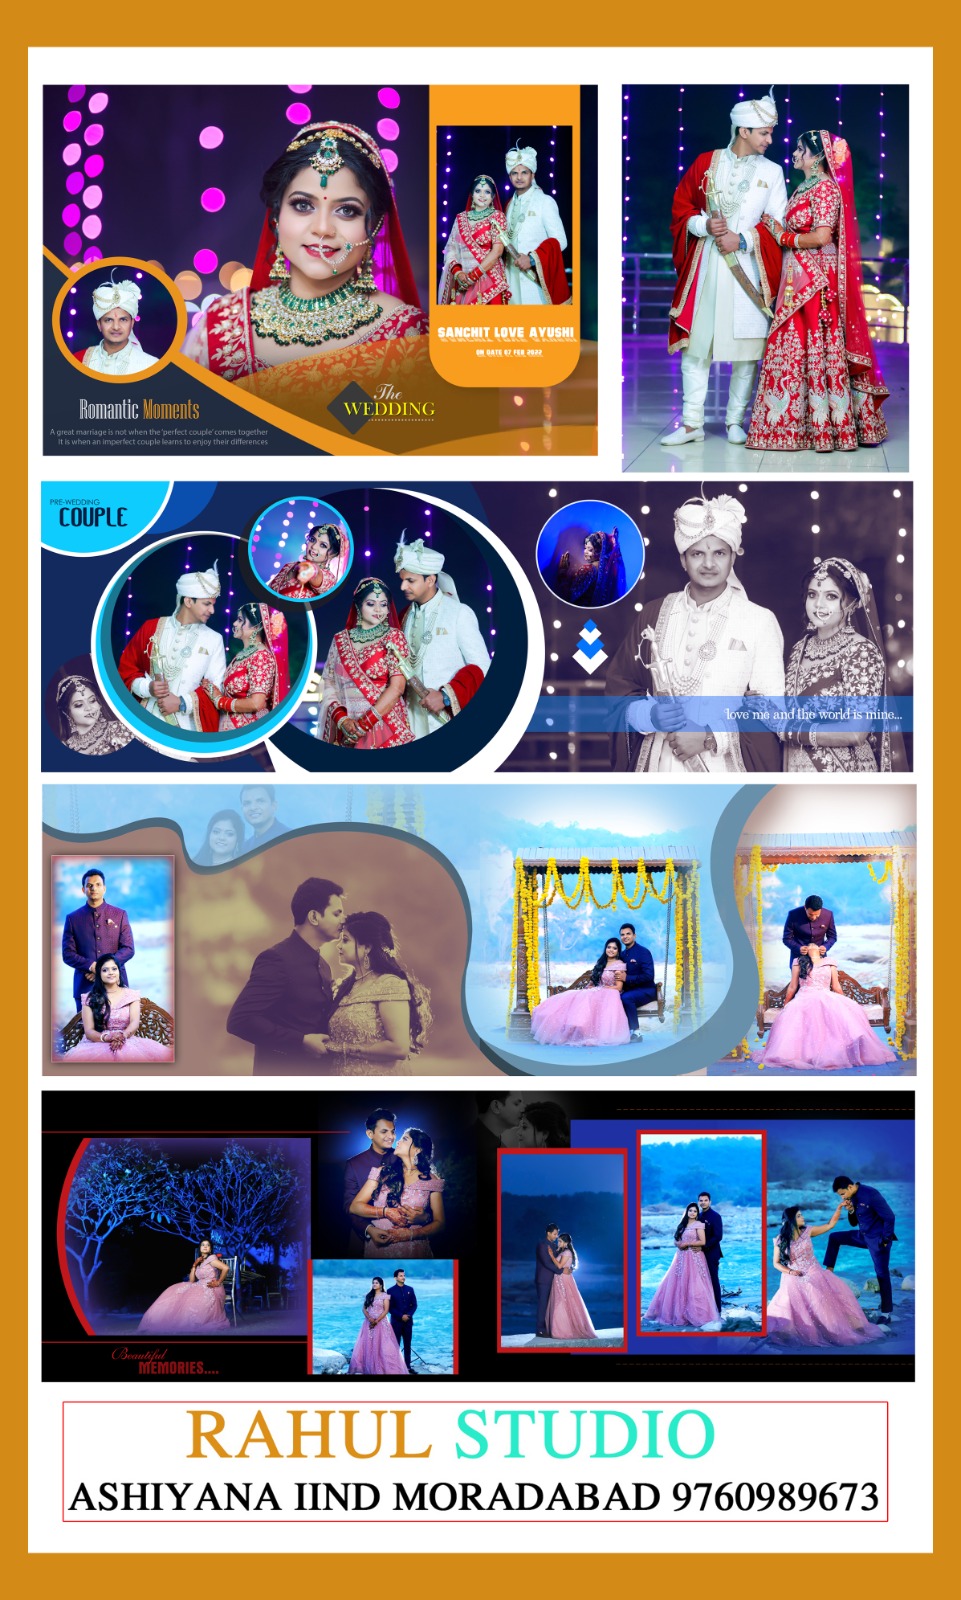 SANCHIT LOVE AYUSHI
ON DATE 07 FEB 2022
Romantic Moments
A great marriage is not when the 'perfect couple' comes together
It is when an imperfect couple learns to enjoy their differences
The
WEDDING
PRE-WEDDING
COUPLE
love me and the world is mine...
Beautiful
MEMORIES....
RAHUL STUDIO
ASHIYANA IIND MORADABAD 9760989673